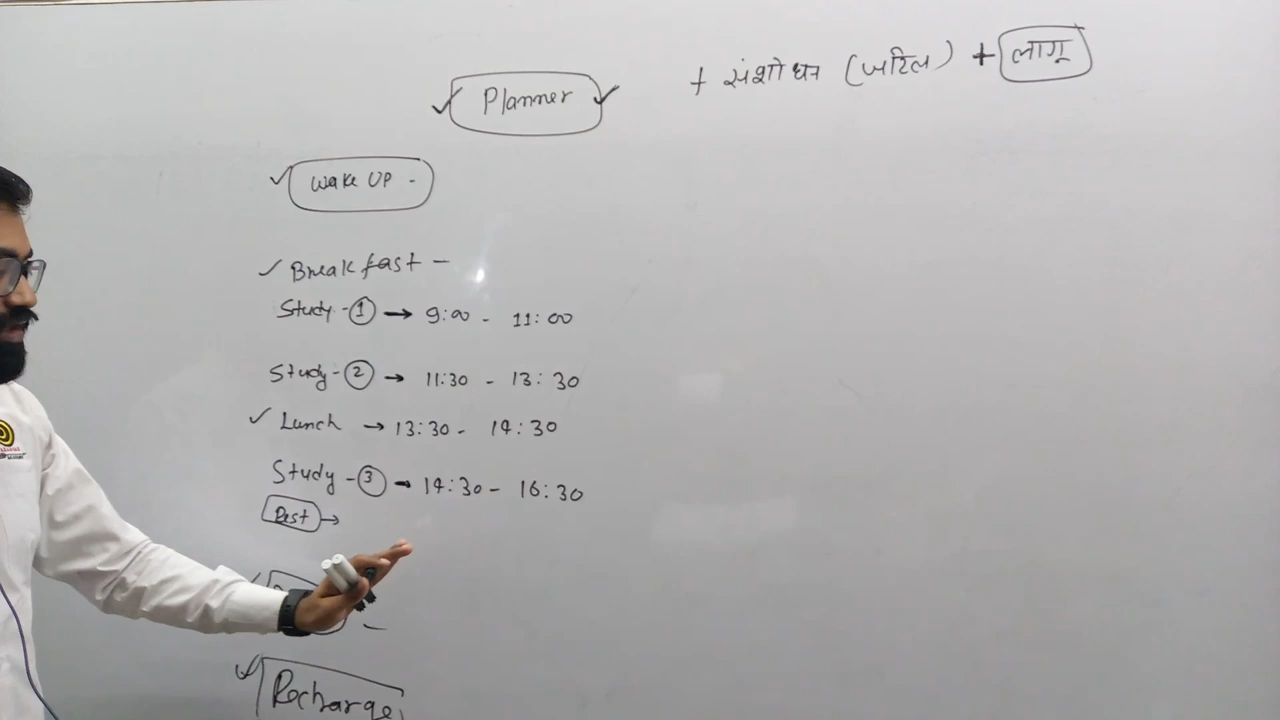 + संशोधन (जटिल) + लागू
✓ Planner ✓
✓ Wake UP -
✓ Breakfast -
Study - 1 → 9:00 - 11:00
Study - 2 → 11:30 - 13:30
✓ Lunch → 13:30 - 14:30
Study - 3 → 14:30 - 16:30
Rest →
✓ Recharge